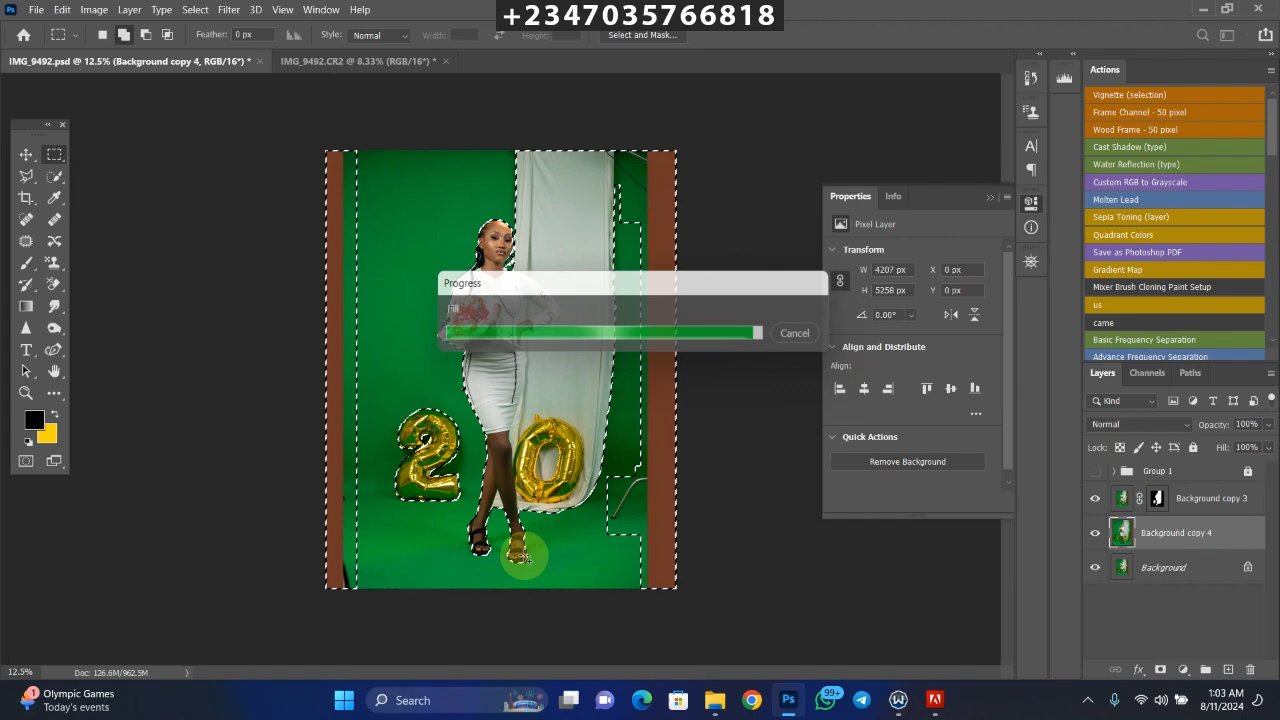 +2347035766818
Ps File Edit Image Layer Type Select Filter 3D View Window Help
Feather: 0 px Style: Normal Width: Height: Select and Mask...
IMG_9492.psd @ 12.5% (Background copy 4, RGB/16*) * × IMG_9492.CR2 @ 8.33% (RGB/16*) * ×
Actions
Vignette (selection)
Frame Channel - 50 pixel
Wood Frame - 50 pixel
Cast Shadow (type)
Water Reflection (type)
Custom RGB to Grayscale
Molten Lead
Sepia Toning (layer)
Quadrant Colors
Save as Photoshop PDF
Gradient Map
Mixer Brush Cloning Paint Setup
us
came
Basic Frequency Separation
Advance Frequency Separation
Properties Info
Pixel Layer
Transform
W 4207 px X 0 px
H 5258 px Y 0 px
0.00°
Align and Distribute
Align:
Quick Actions
Remove Background
Progress
Fill
Cancel
20
Layers Channels Paths
Kind
Normal Opacity: 100%
Lock: Fill: 100%
Group 1
Background copy 3
Background copy 4
Background
12.5% Doc: 126.6M/962.5M
1 Olympic Games
Today's events
Search
Ps
99+
1:03 AM
8/11/2024